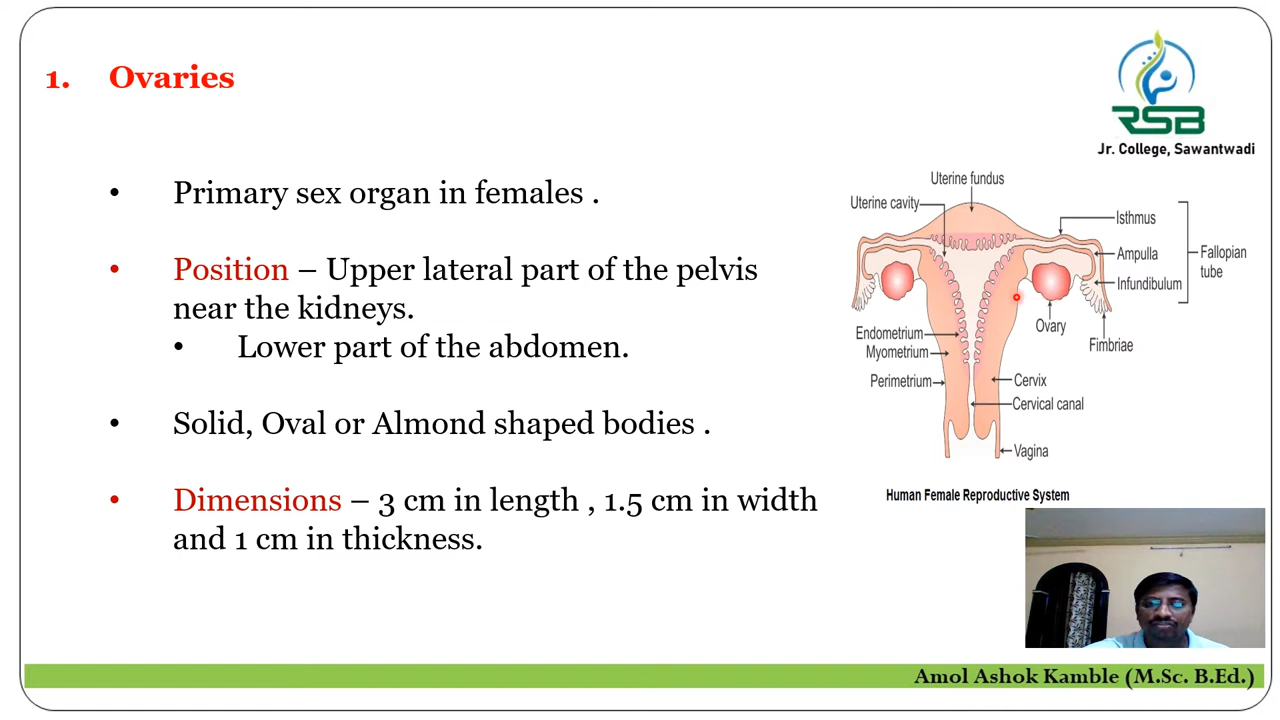 1. Ovaries
• Primary sex organ in females .
• Position – Upper lateral part of the pelvis
near the kidneys.
• Lower part of the abdomen.
• Solid, Oval or Almond shaped bodies .
• Dimensions – 3 cm in length , 1.5 cm in width
and 1 cm in thickness.
RSB
Jr. College, Sawantwadi
Uterine fundus
Uterine cavity
Isthmus
Ampulla
Fallopian
tube
Infundibulum
Ovary
Fimbriae
Endometrium
Myometrium
Perimetrium
Cervix
Cervical canal
Vagina
Human Female Reproductive System
Amol Ashok Kamble (M.Sc. B.Ed.)